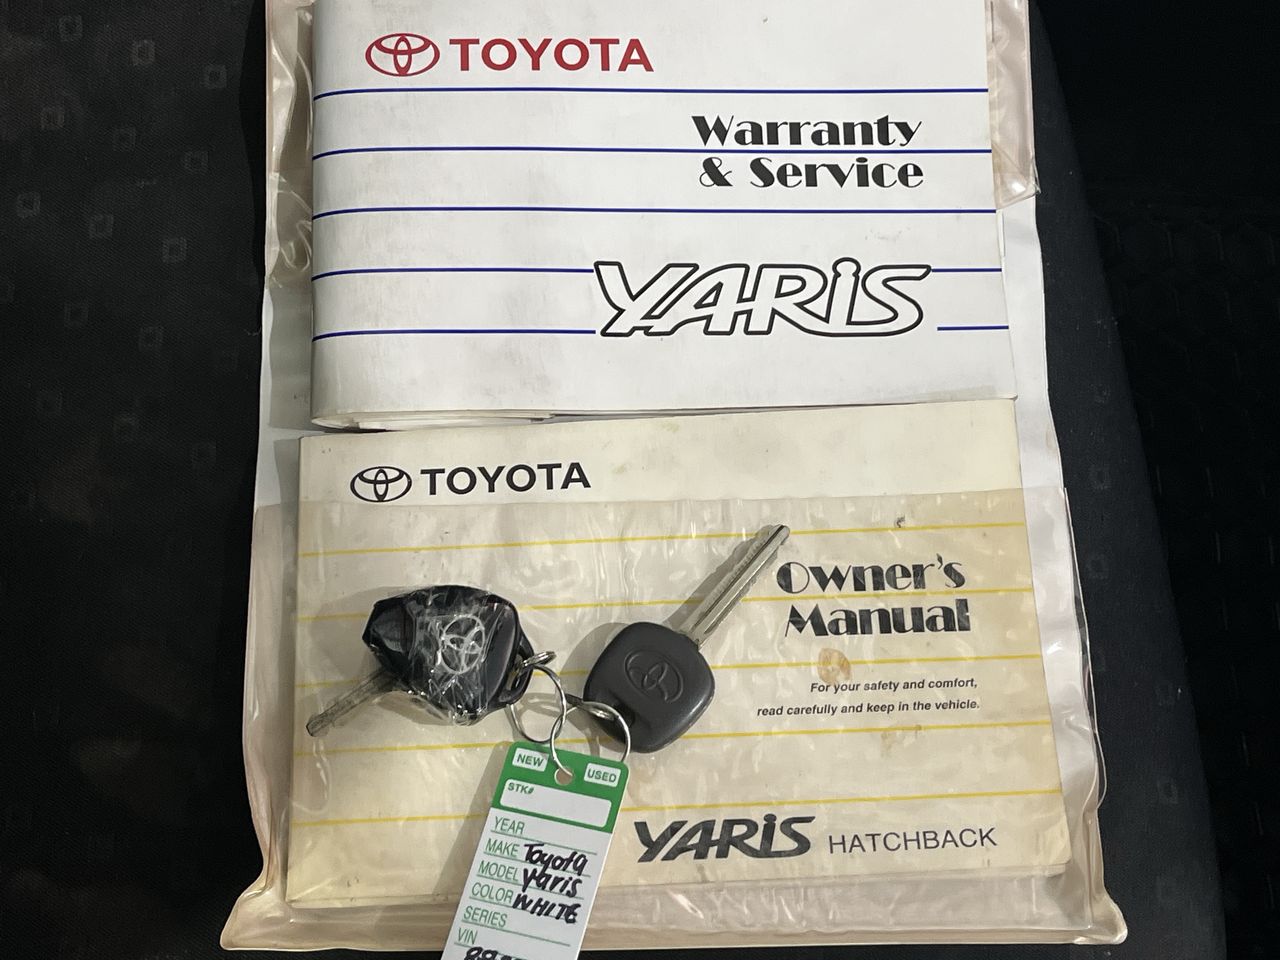 TOYOTA
Warranty
& Service
YARiS
TOYOTA
Owner's
Manual
For your safety and comfort,
read carefully and keep in the vehicle.
YARiS HATCHBACK
NEW USED
STK#
YEAR
MAKE Toyota
MODEL Yaris
COLOR WHITE
SERIES
VIN